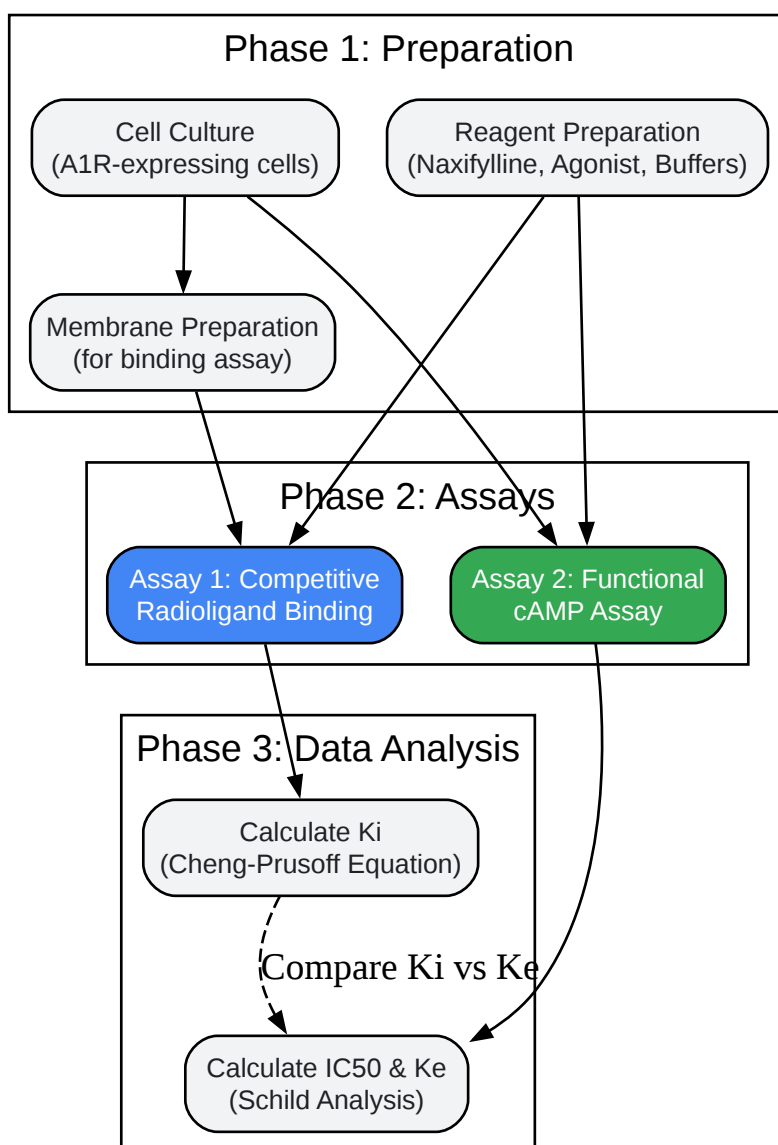 Phase 1: Preparation
Cell Culture
(A1R-expressing cells)
Reagent Preparation
(Naxifylline, Agonist, Buffers)
Membrane Preparation
(for binding assay)
Phase 2: Assays
Assay 1: Competitive
Radioligand Binding
Assay 2: Functional
cAMP Assay
Phase 3: Data Analysis
Calculate Ki
(Cheng-Prusoff Equation)
Compare Ki vs Ke
Calculate IC50 & Ke
(Schild Analysis)